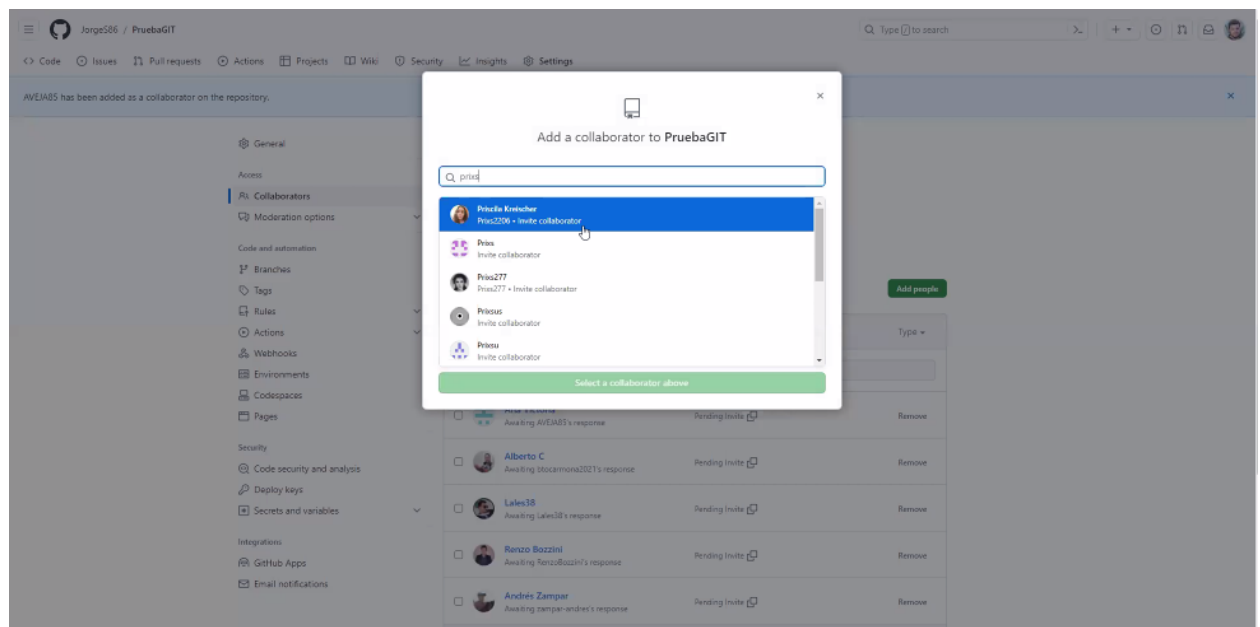 JorgeS86 / PruebaGIT
Type / to search
Code Issues Pull requests Actions Projects Wiki Security Insights Settings
AVEJA85 has been added as a collaborator on the repository.
General
Access
Collaborators
Moderation options
Code and automation
Branches
Tags
Rules
Actions
Webhooks
Environments
Codespaces
Pages
Security
Code security and analysis
Deploy keys
Secrets and variables
Integrations
GitHub Apps
Email notifications
Add a collaborator to PruebaGIT
prixs
Priscila Kreischer
Prixs2206 • Invite collaborator
Prixs
Invite collaborator
Prixs277
Prixs277 • Invite collaborator
Prixsus
Invite collaborator
Prixsu
Invite collaborator
Select a collaborator above
Add people
Type
Ana Victoria
Awaiting AVEJA85's response
Pending Invite
Remove
Alberto C
Awaiting btocarmona2021's response
Pending Invite
Remove
Lales38
Awaiting Lales38's response
Pending Invite
Remove
Renzo Bozzini
Awaiting RenzoBozzini's response
Pending Invite
Remove
Andrés Zampar
Awaiting zampar-andres's response
Pending Invite
Remove